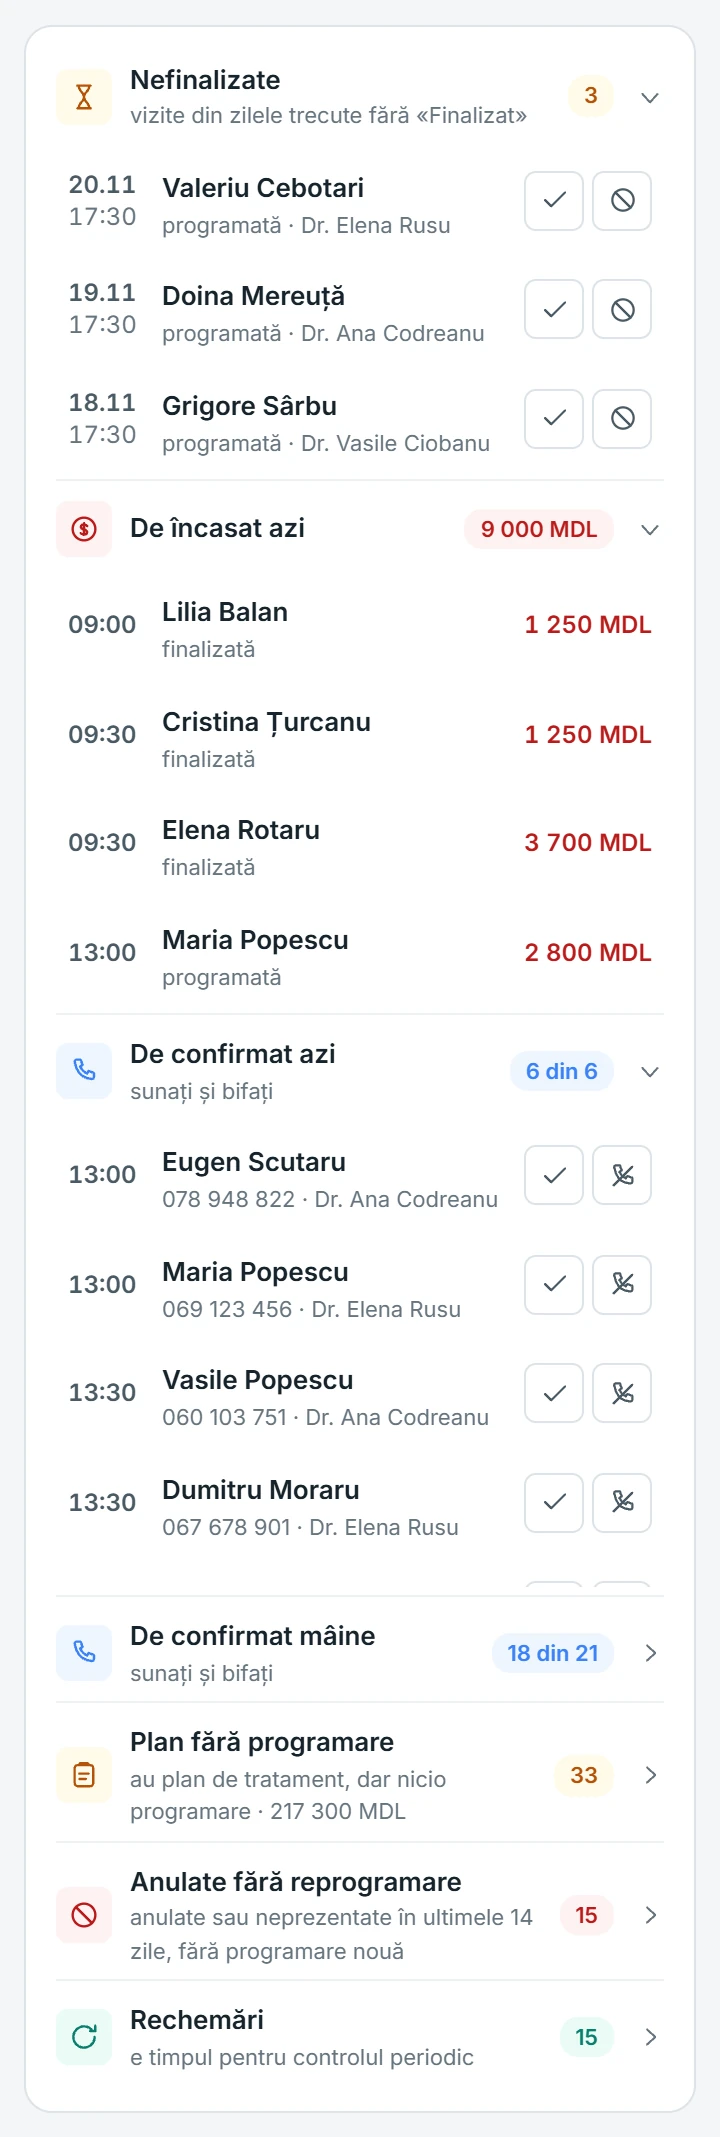 Nefinalizate
vizite din zilele trecute fără «Finalizat»
3
20.11
17:30
Valeriu Cebotari
programată · Dr. Elena Rusu
19.11
17:30
Doina Mereuță
programată · Dr. Ana Codreanu
18.11
17:30
Grigore Sârbu
programată · Dr. Vasile Ciobanu
De încasat azi
9 000 MDL
09:00
Lilia Balan
finalizată
1 250 MDL
09:30
Cristina Țurcanu
finalizată
1 250 MDL
09:30
Elena Rotaru
finalizată
3 700 MDL
13:00
Maria Popescu
programată
2 800 MDL
De confirmat azi
sunați și bifați
6 din 6
13:00
Eugen Scutaru
078 948 822 · Dr. Ana Codreanu
13:00
Maria Popescu
069 123 456 · Dr. Elena Rusu
13:30
Vasile Popescu
060 103 751 · Dr. Ana Codreanu
13:30
Dumitru Moraru
067 678 901 · Dr. Elena Rusu
De confirmat mâine
sunați și bifați
18 din 21
Plan fără programare
au plan de tratament, dar nicio
programare · 217 300 MDL
33
Anulate fără reprogramare
anulate sau neprezentate în ultimele 14
zile, fără programare nouă
15
Rechemări
e timpul pentru controlul periodic
15